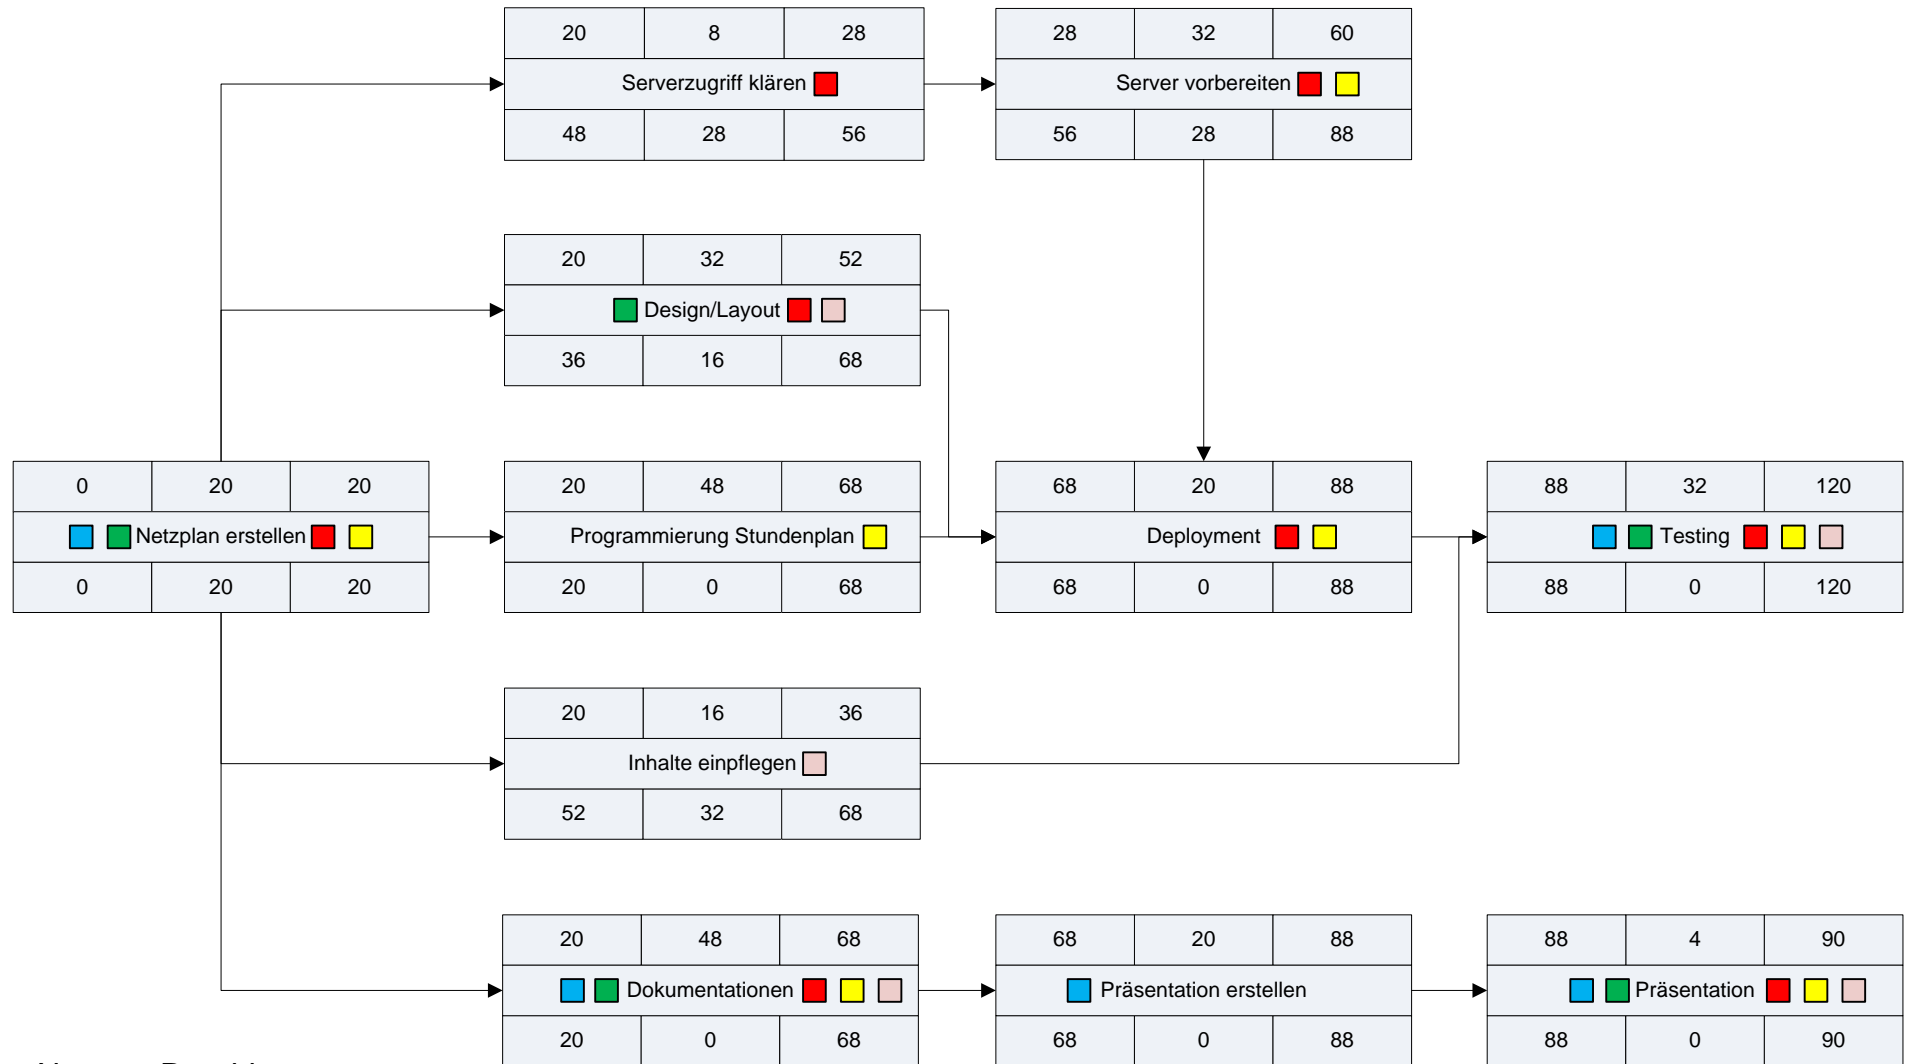 20 8 28
Serverzugriff klären
48 28 56
28 32 60
Server vorbereiten
56 28 88
20 32 52
Design/Layout
36 16 68
0 20 20
Netzplan erstellen
0 20 20
20 48 68
Programmierung Stundenplan
20 0 68
68 20 88
Deployment
68 0 88
88 32 120
Testing
88 0 120
20 16 36
Inhalte einpflegen
52 32 68
20 48 68
Dokumentationen
20 0 68
68 20 88
Präsentation erstellen
68 0 88
88 4 90
Präsentation
88 0 90